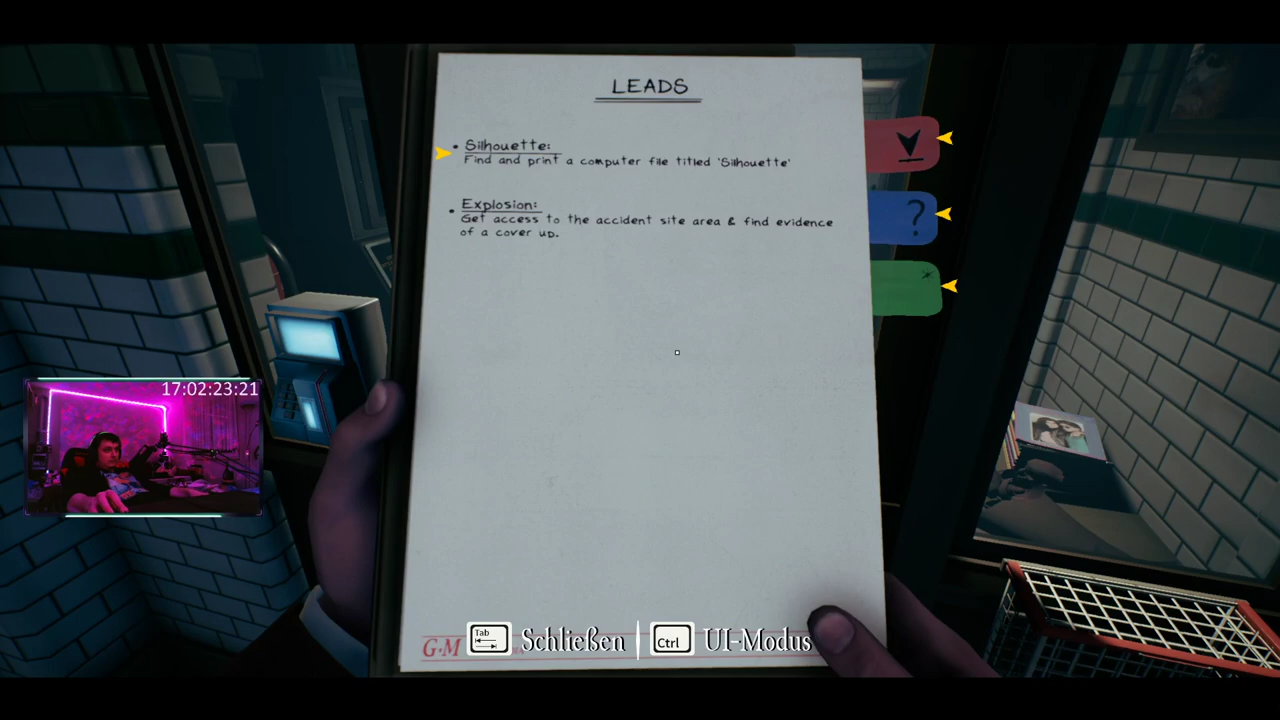 LEADS
• Silhouette:
Find and print a computer file titled 'Silhouette'
?
• Explosion:
Get access to the accident site area & find evidence
of a cover up.
17:02:23:21
G·M
Tab
Schließen
Ctrl
UI-Modus